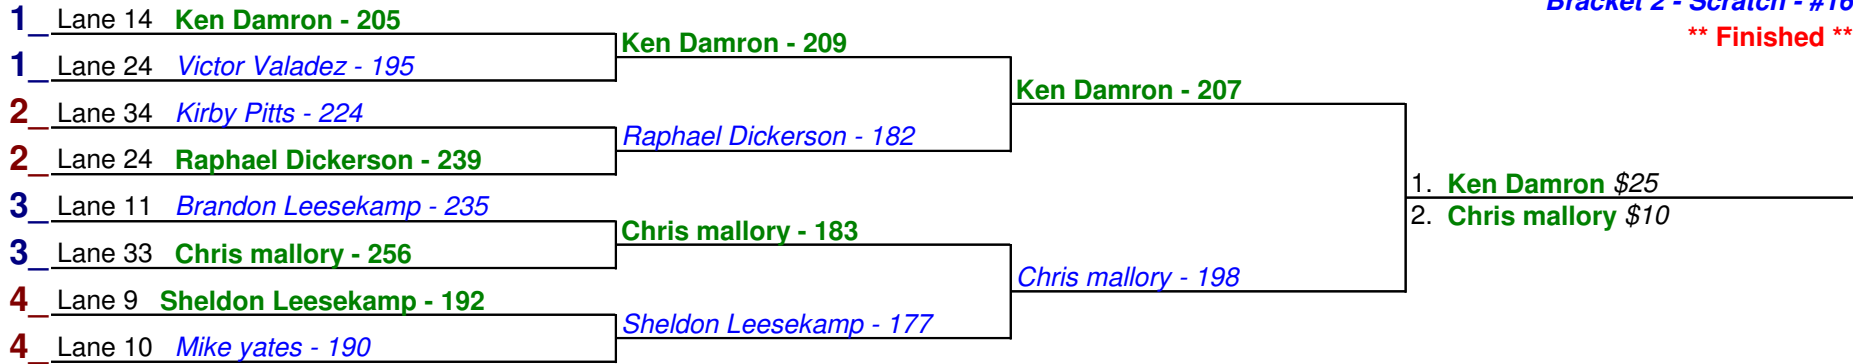 Bracket 2 - Scratch - #16
** Finished **
1_ Lane 14 Ken Damron - 205
1_ Lane 24 Victor Valadez - 195
2_ Lane 34 Kirby Pitts - 224
2_ Lane 24 Raphael Dickerson - 239
3_ Lane 11 Brandon Leesekamp - 235
3_ Lane 33 Chris mallory - 256
4_ Lane 9 Sheldon Leesekamp - 192
4_ Lane 10 Mike yates - 190
Ken Damron - 209
Raphael Dickerson - 182
Chris mallory - 183
Sheldon Leesekamp - 177
Ken Damron - 207
Chris mallory - 198
1. Ken Damron $25
2. Chris mallory $10